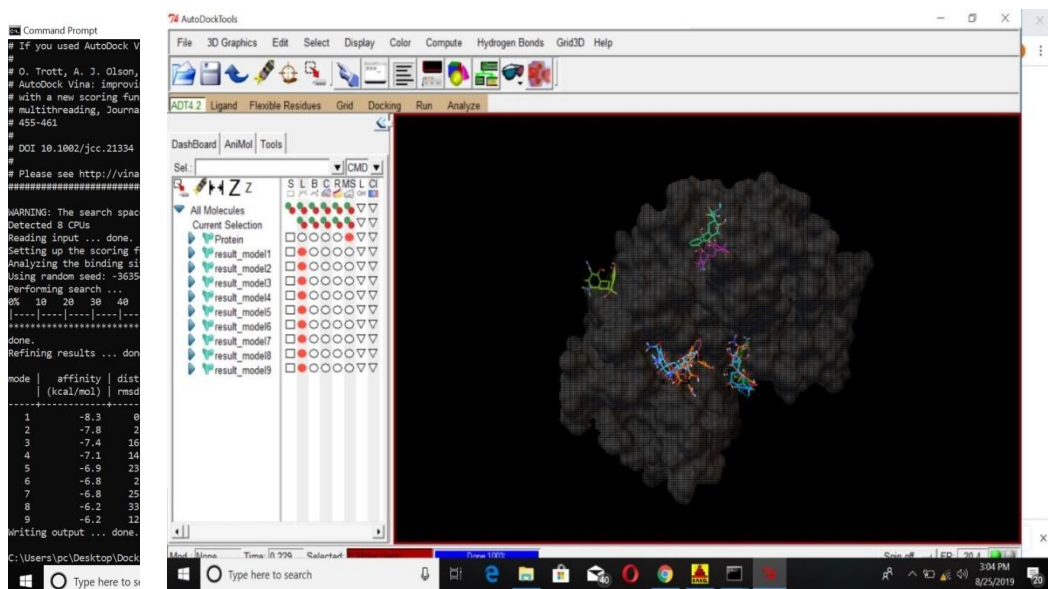 Command Prompt
# If you used AutoDock V
#
# O. Trott, A. J. Olson,
# AutoDock Vina: improvi
# with a new scoring fun
# multithreading, Journa
# 455-461
#
# DOI 10.1002/jcc.21334
#
# Please see http://vina
##########################
WARNING: The search spac
Detected 8 CPUs
Reading input ... done.
Setting up the scoring f
Analyzing the binding si
Using random seed: -3635
Performing search ...
0% 10 20 30 40
|----|----|----|----|---
************************
done.
Refining results ... don
mode | affinity | dist
| (kcal/mol) | rmsd
-----+------------+-----
1 -8.3 0
2 -7.8 2
3 -7.4 16
4 -7.1 14
5 -6.9 23
6 -6.8 2
7 -6.8 25
8 -6.2 33
9 -6.2 12
Writing output ... done.
C:\Users\pc\Desktop\Dock
Type here to se
AutoDockTools
File 3D Graphics Edit Select Display Color Compute Hydrogen Bonds Grid3D Help
ADT4.2 Ligand Flexible Residues Grid Docking Run Analyze
DashBoard AniMol Tools
Sel.: CMD
Z Z S L B C R MS L Cl
All Molecules
Current Selection
Protein
result_model1
result_model2
result_model3
result_model4
result_model5
result_model6
result_model7
result_model8
result_model9
Mod.: None Time: 0.229 Selected: Done 100% Spin off FR: 20.4
Type here to search
3:04 PM
8/25/2019